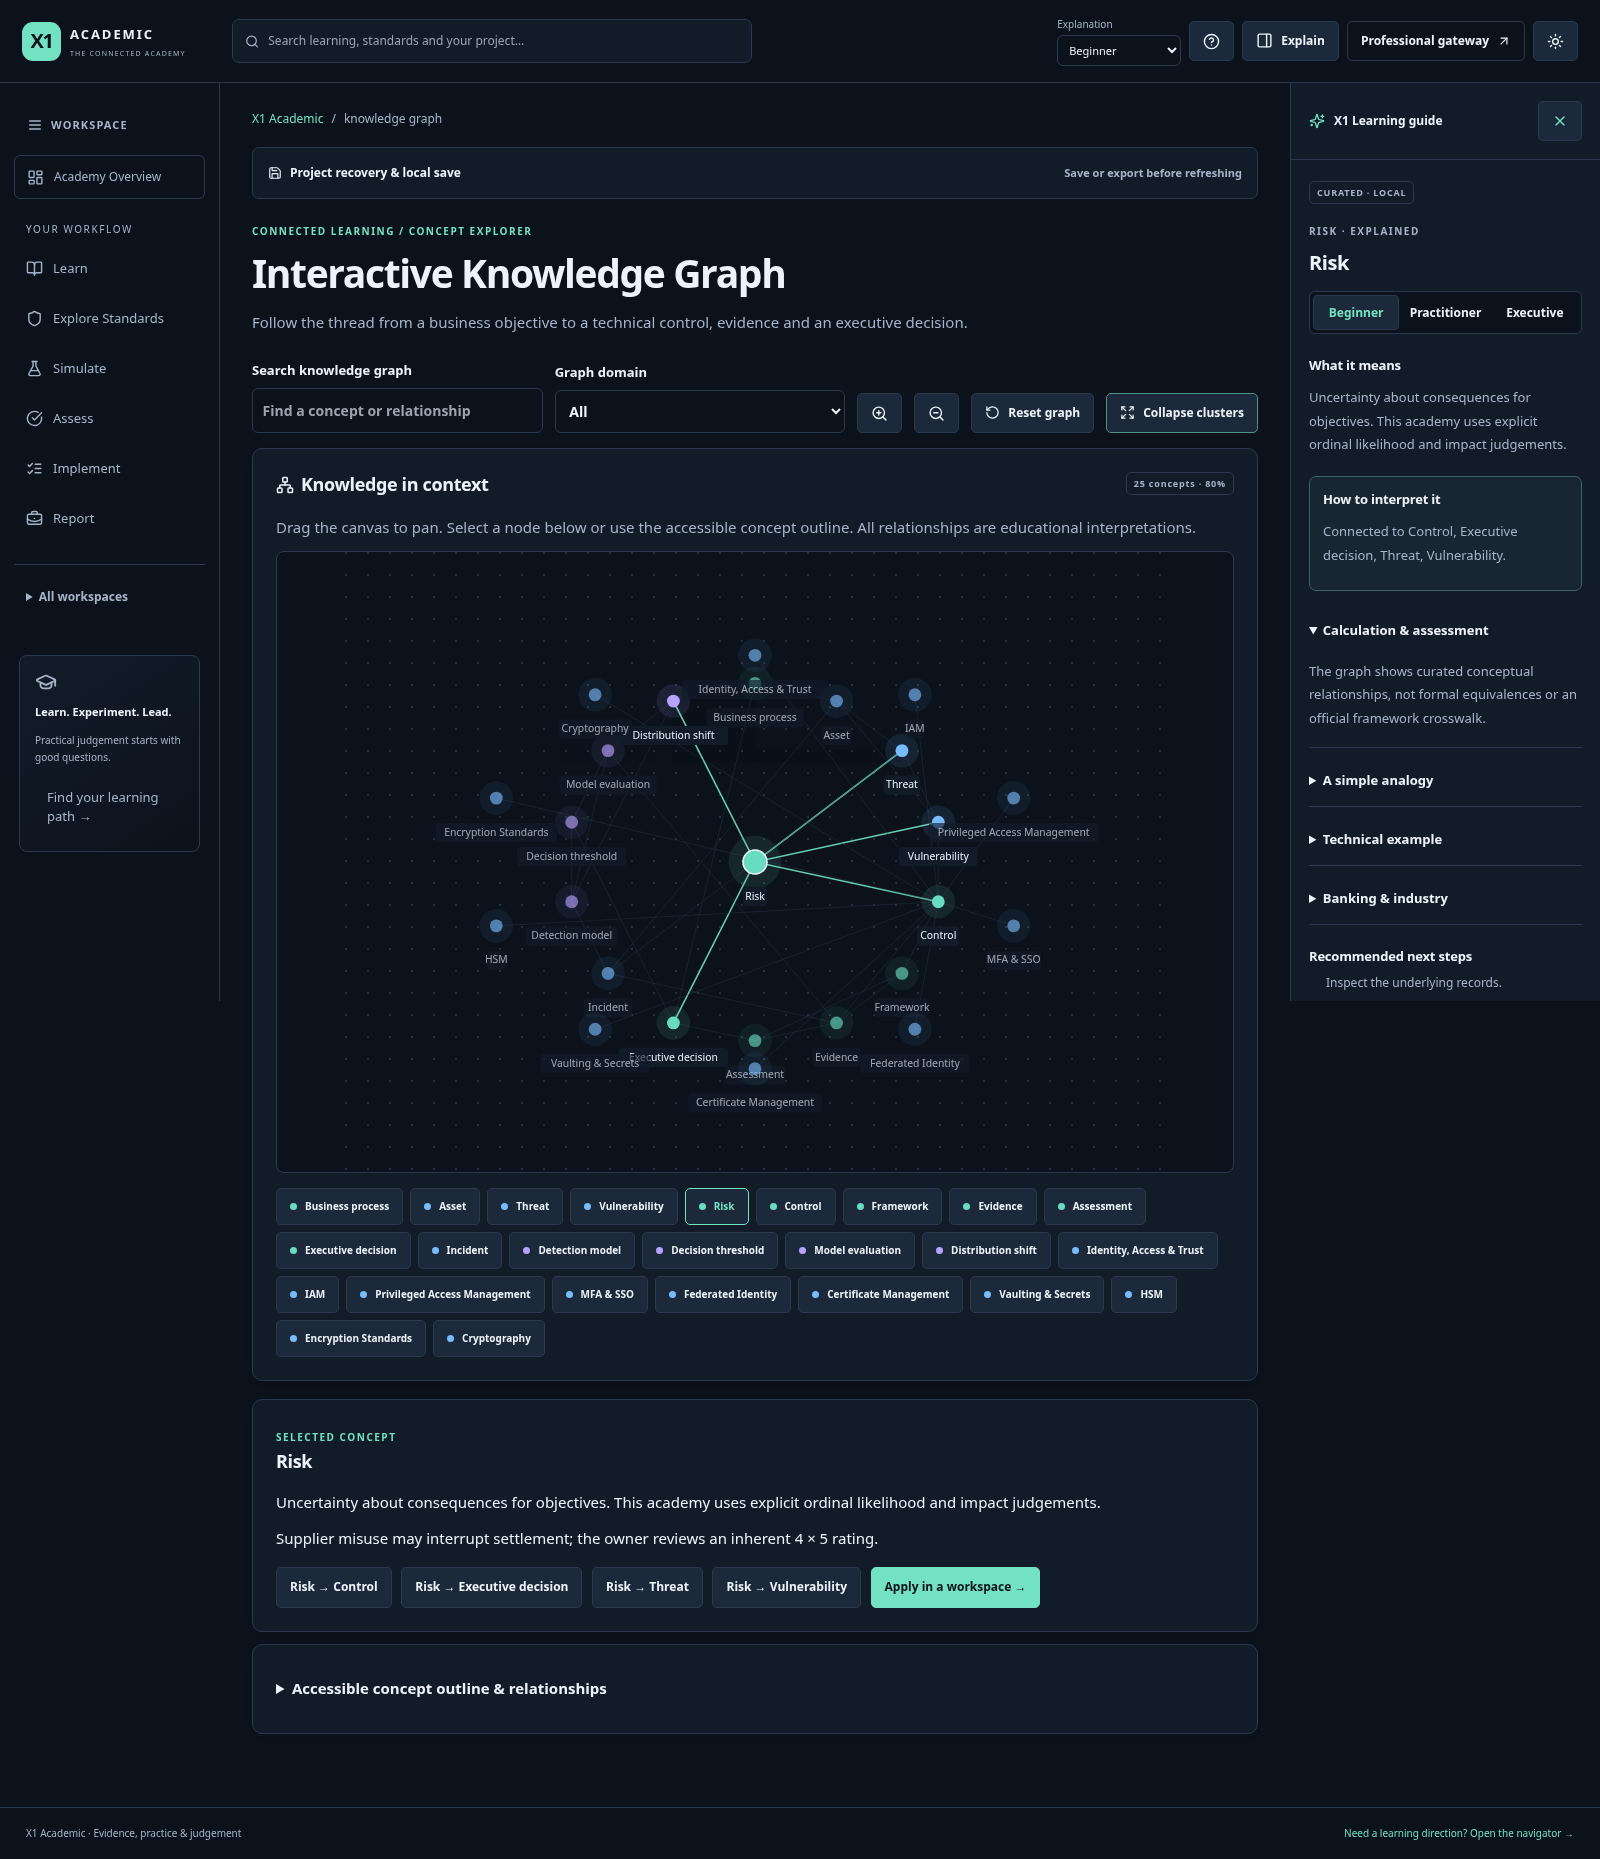 X1
ACADEMIC
THE CONNECTED ACADEMY
Search learning, standards and your project...
Explanation
Beginner
Explain
Professional gateway
WORKSPACE
Academy Overview
YOUR WORKFLOW
Learn
Explore Standards
Simulate
Assess
Implement
Report
All workspaces
Learn. Experiment. Lead.
Practical judgement starts with
good questions.
Find your learning
path →
X1 Academic / knowledge graph
Project recovery & local save
Save or export before refreshing
CONNECTED LEARNING / CONCEPT EXPLORER
Interactive Knowledge Graph
Follow the thread from a business objective to a technical control, evidence and an executive decision.
Search knowledge graph
Find a concept or relationship
Graph domain
All
Reset graph
Collapse clusters
Knowledge in context
25 concepts · 80%
Drag the canvas to pan. Select a node below or use the accessible concept outline. All relationships are educational interpretations.
Identity, Access & Trust
Business process
Cryptography
Distribution shift
Asset
IAM
Model evaluation
Threat
Encryption Standards
Privileged Access Management
Decision threshold
Vulnerability
Risk
Detection model
Control
HSM
MFA & SSO
Incident
Framework
Vaulting & Secrets
Executive decision
Evidence
Federated Identity
Assessment
Certificate Management
Business process
Asset
Threat
Vulnerability
Risk
Control
Framework
Evidence
Assessment
Executive decision
Incident
Detection model
Decision threshold
Model evaluation
Distribution shift
Identity, Access & Trust
IAM
Privileged Access Management
MFA & SSO
Federated Identity
Certificate Management
Vaulting & Secrets
HSM
Encryption Standards
Cryptography
SELECTED CONCEPT
Risk
Uncertainty about consequences for objectives. This academy uses explicit ordinal likelihood and impact judgements.
Supplier misuse may interrupt settlement; the owner reviews an inherent 4 × 5 rating.
Risk → Control
Risk → Executive decision
Risk → Threat
Risk → Vulnerability
Apply in a workspace →
Accessible concept outline & relationships
X1 Learning guide
CURATED · LOCAL
RISK · EXPLAINED
Risk
Beginner
Practitioner
Executive
What it means
Uncertainty about consequences for
objectives. This academy uses explicit
ordinal likelihood and impact judgements.
How to interpret it
Connected to Control, Executive
decision, Threat, Vulnerability.
Calculation & assessment
The graph shows curated conceptual
relationships, not formal equivalences or an
official framework crosswalk.
A simple analogy
Technical example
Banking & industry
Recommended next steps
Inspect the underlying records.
X1 Academic · Evidence, practice & judgement
Need a learning direction? Open the navigator →